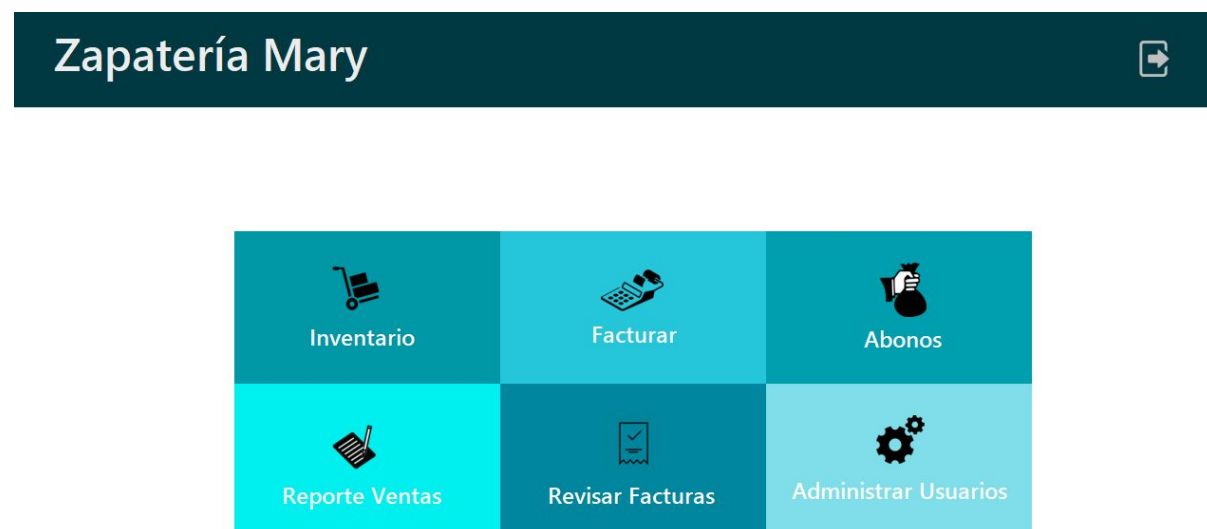 Zapatería Mary
Inventario
Facturar
Abonos
Reporte Ventas
Revisar Facturas
Administrar Usuarios